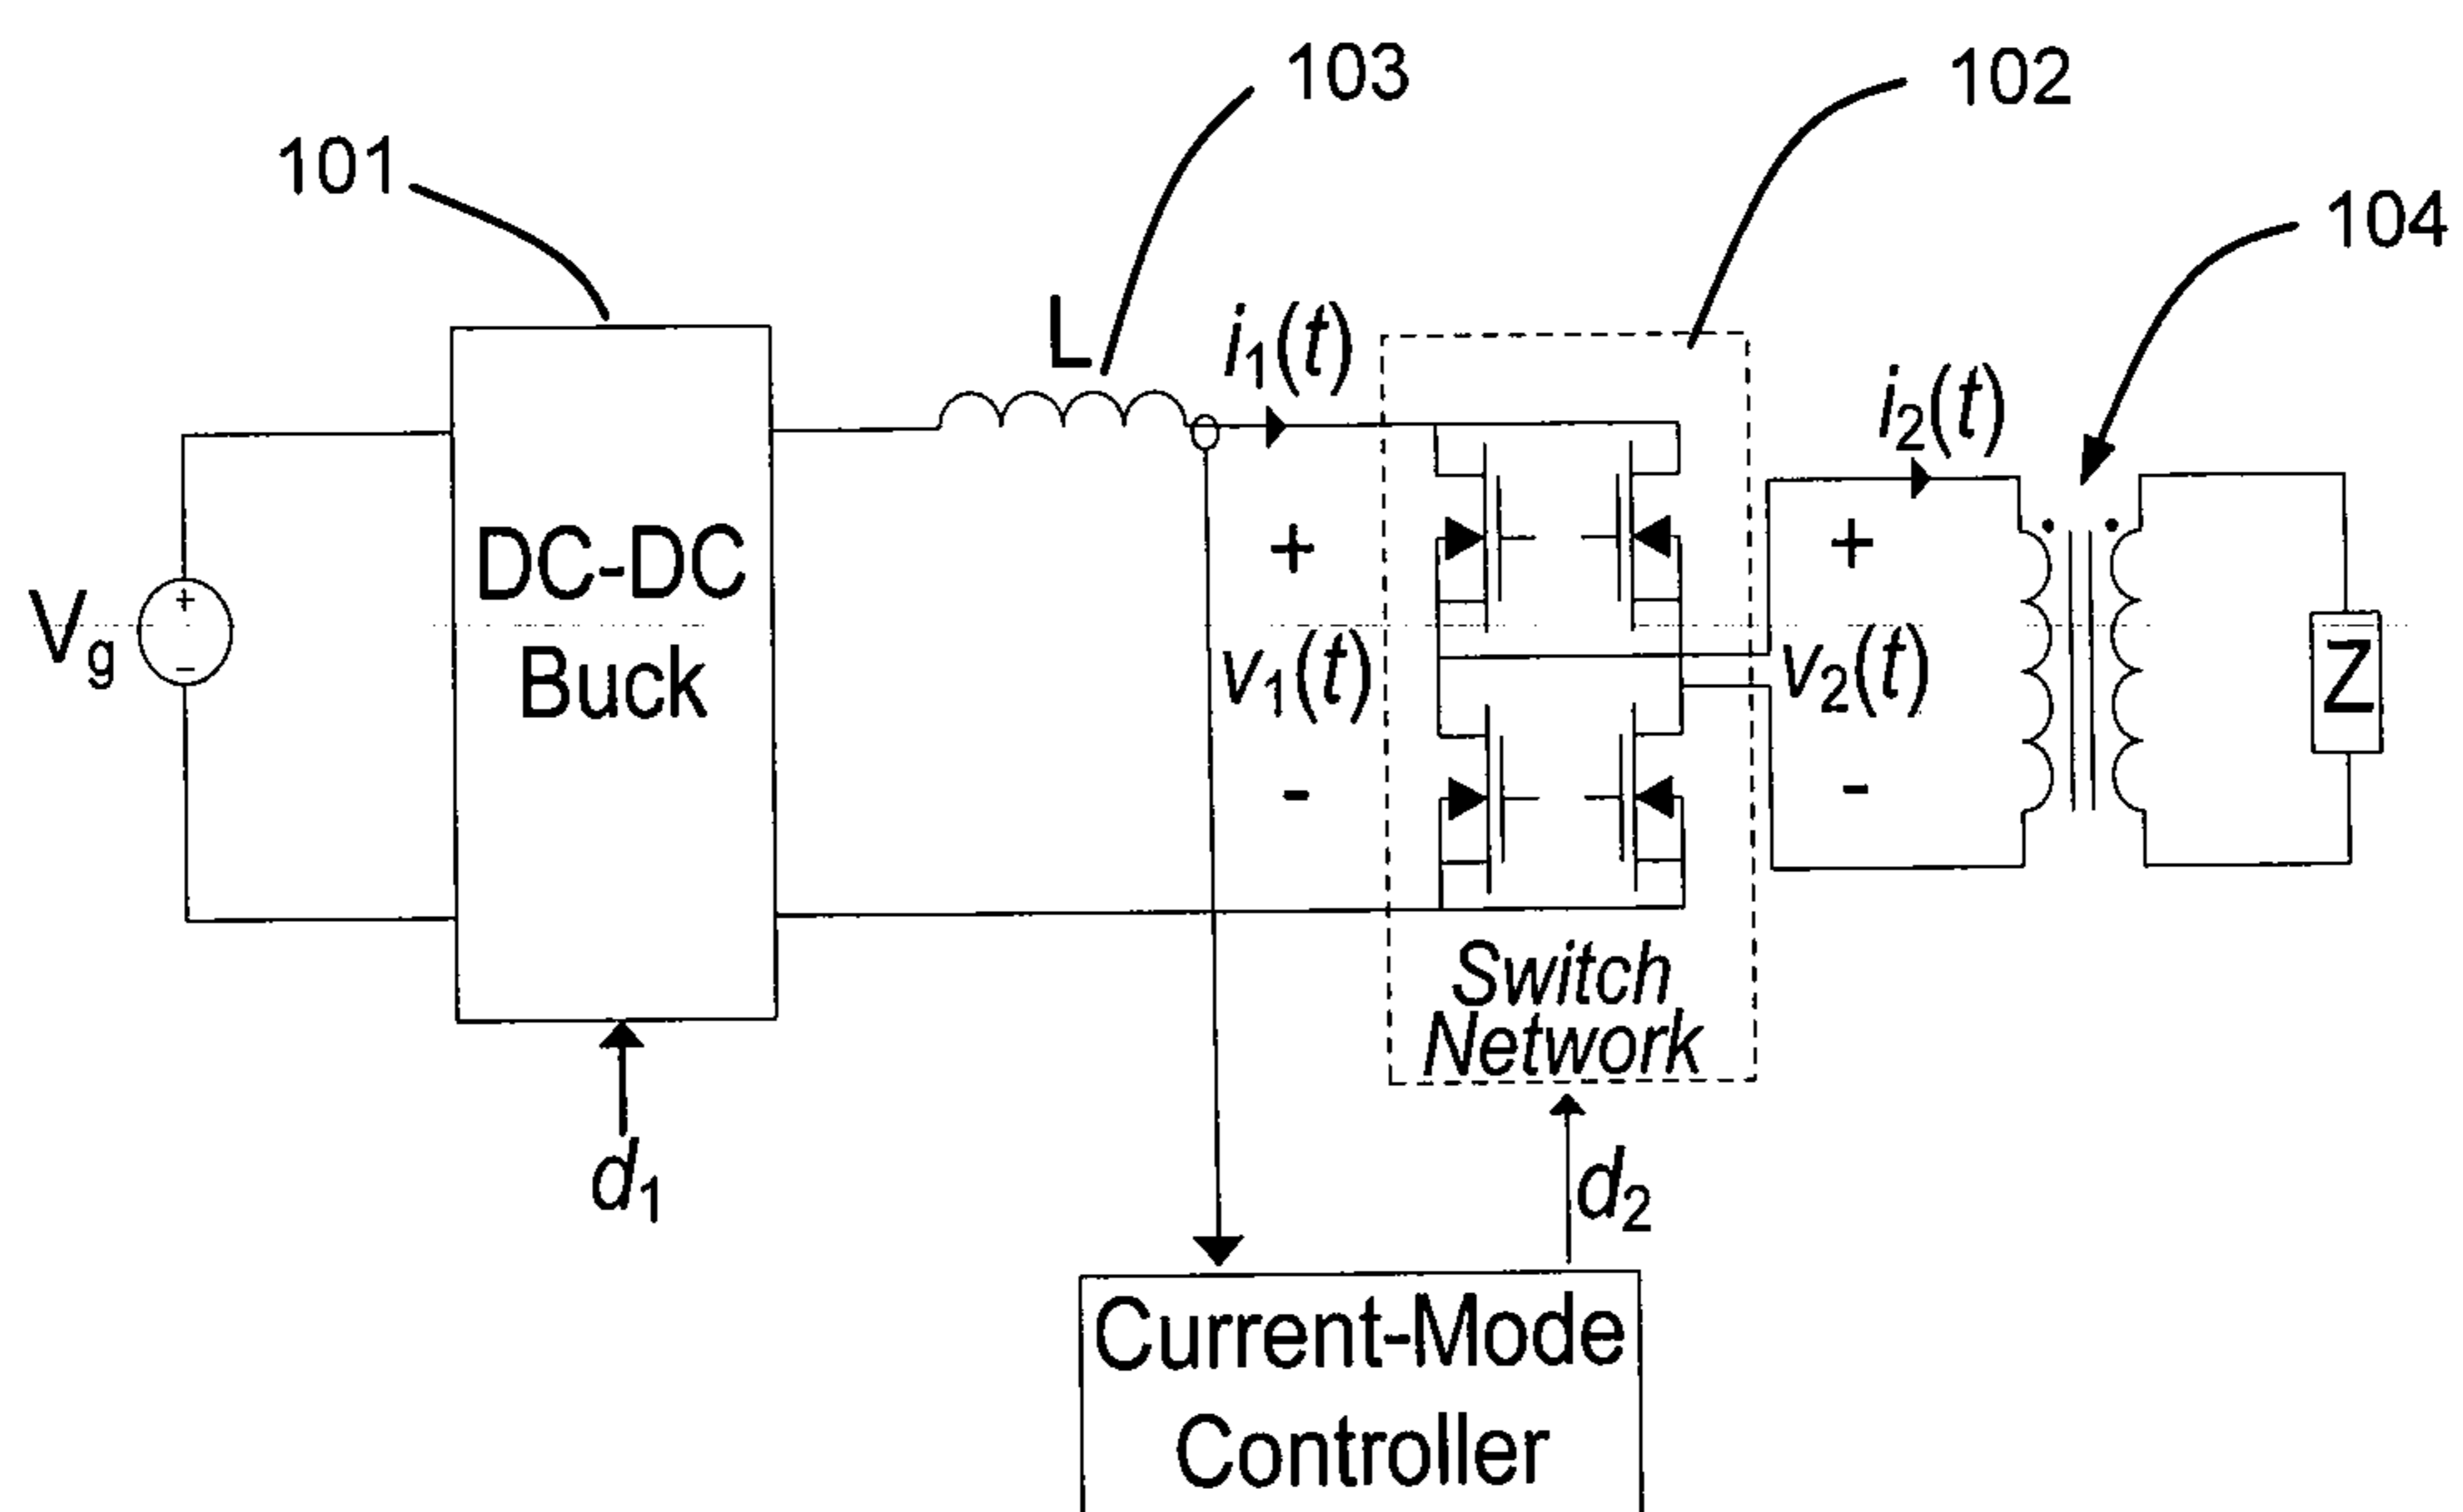 103
102
101
104
L
i1(t)
i2(t)
+
+
DC-DC
Buck
Vg
+
−
v1(t)
v2(t)
Z
-
-
Switch
Network
d1
d2
Current-Mode
Controller